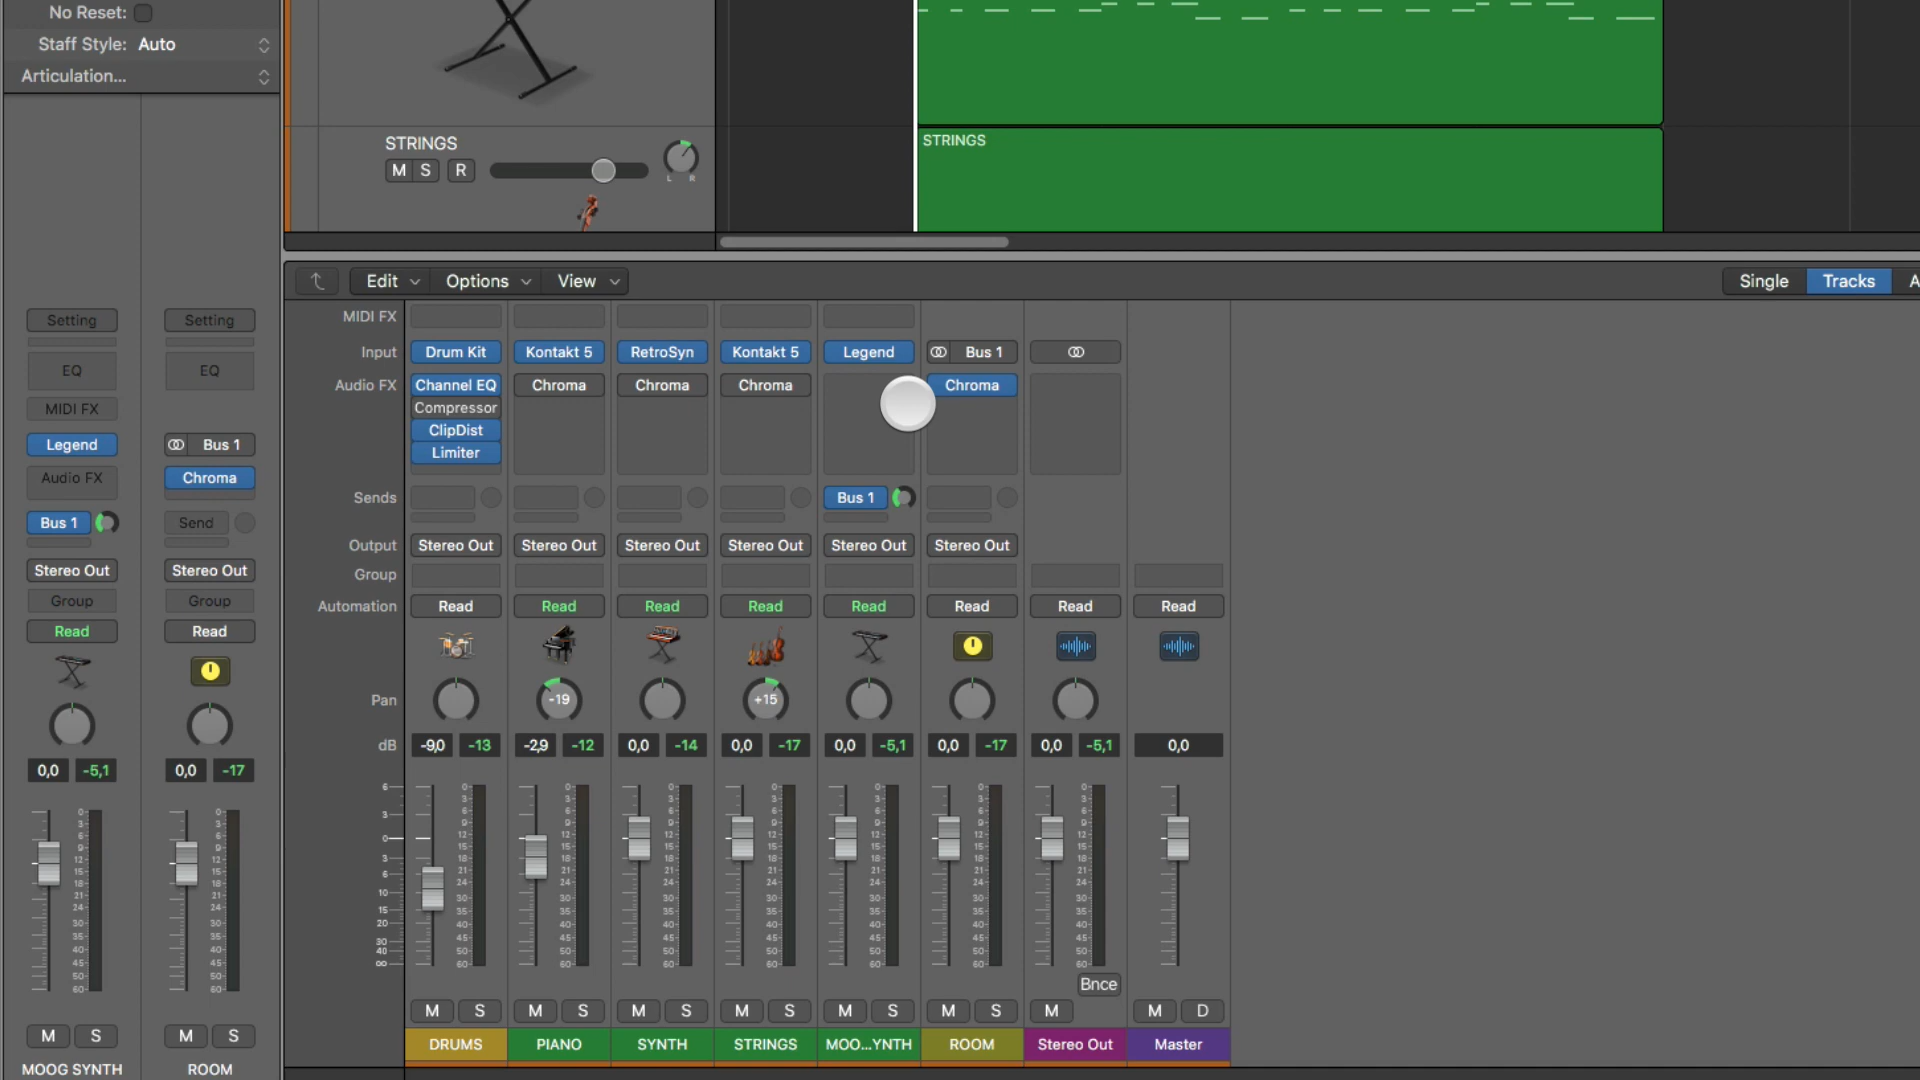 No Reset:
Staff Style: Auto
Articulation...
STRINGS
M S R
L R
STRINGS
Edit Options View Single Tracks A
Setting Setting
EQ EQ
MIDI FX
Legend Bus 1
Audio FX Chroma
Bus 1 Send
Stereo Out Stereo Out
Group Group
Read Read
0,0 -5,1 0,0 -17
M S M S
MOOG SYNTH ROOM
MIDI FX
Input Drum Kit Kontakt 5 RetroSyn Kontakt 5 Legend Bus 1
Audio FX Channel EQ Chroma Chroma Chroma Chroma
Compressor
ClipDist
Limiter
Sends Bus 1
Output Stereo Out Stereo Out Stereo Out Stereo Out Stereo Out Stereo Out
Group
Automation Read Read Read Read Read Read Read Read
Pan -19 +15
dB -9,0 -13 -2,9 -12 0,0 -14 0,0 -17 0,0 -5,1 0,0 -17 0,0 -5,1 0,0
Bnce
M S M S M S M S M S M S M M D
DRUMS PIANO SYNTH STRINGS MOO...YNTH ROOM Stereo Out Master